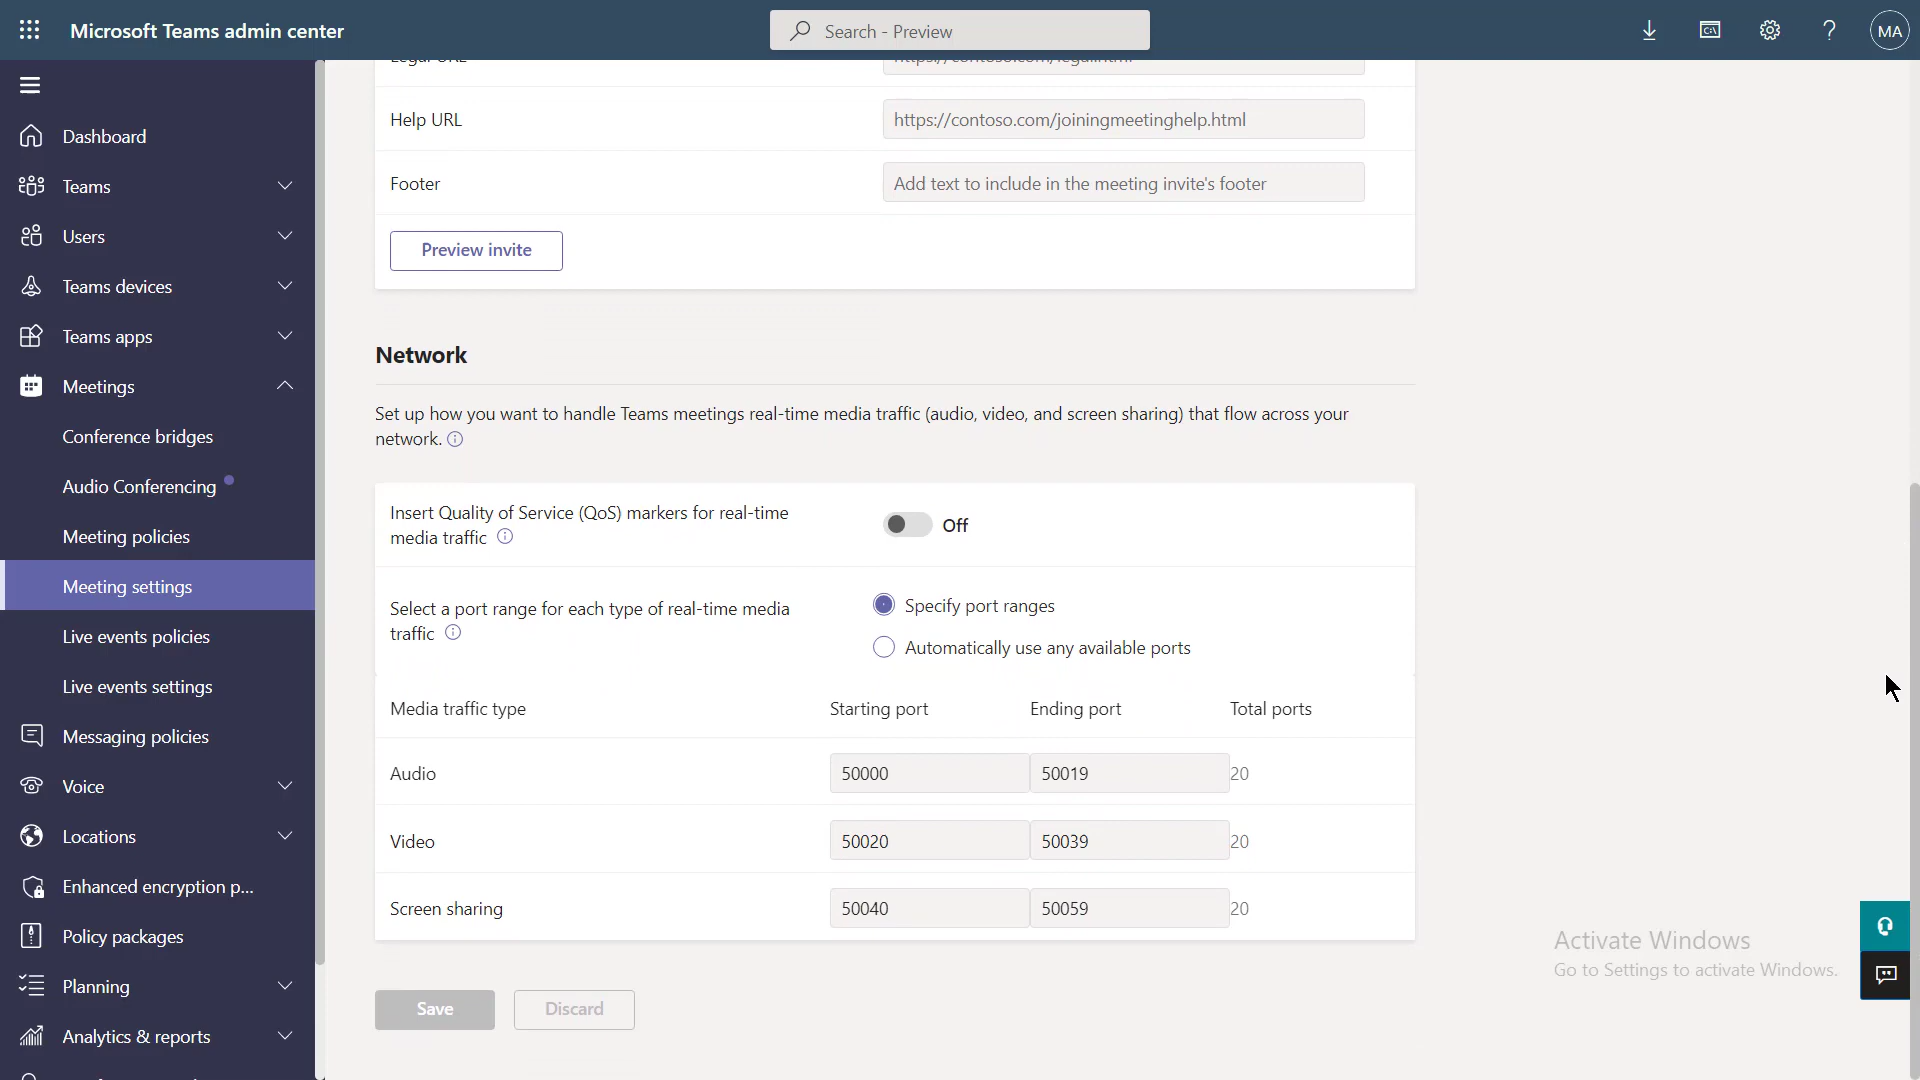 Microsoft Teams admin center
Search - Preview
MA
Dashboard
Teams
Users
Teams devices
Teams apps
Meetings
Conference bridges
Audio Conferencing
Meeting policies
Meeting settings
Live events policies
Live events settings
Messaging policies
Voice
Locations
Enhanced encryption p...
Policy packages
Planning
Analytics & reports
Legal URL
https://contoso.com/legal.html
Help URL
https://contoso.com/joiningmeetinghelp.html
Footer
Add text to include in the meeting invite's footer
Preview invite
Network
Set up how you want to handle Teams meetings real-time media traffic (audio, video, and screen sharing) that flow across your
network.
Insert Quality of Service (QoS) markers for real-time
media traffic
Off
Select a port range for each type of real-time media
traffic
Specify port ranges
Automatically use any available ports
Media traffic type Starting port Ending port Total ports
Audio 50000 50019 20
Video 50020 50039 20
Screen sharing 50040 50059 20
Save Discard
Activate Windows
Go to Settings to activate Windows.